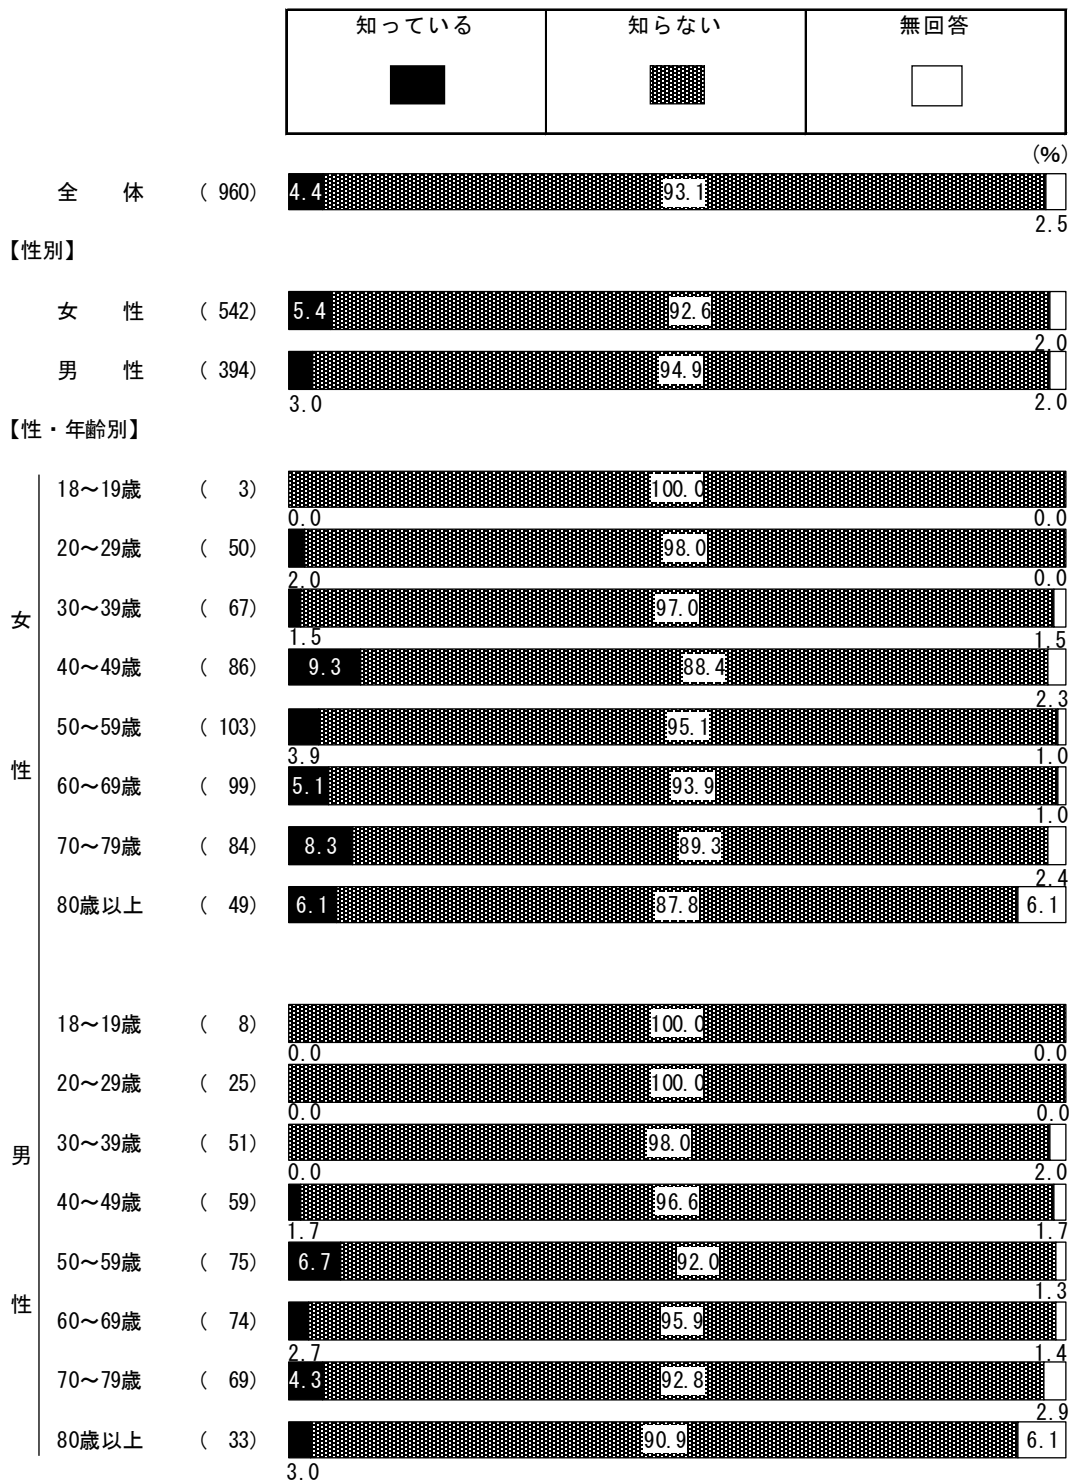 知っている 知らない 無回答
(%)
全 体 ( 960) 4.4 93.1
2.5
【性別】
女 性 ( 542) 5.4 92.6
2.0
男 性 ( 394) 94.9
3.0 2.0
【性・年齢別】
女性
18～19歳 ( 3) 100.0
0.0 0.0
20～29歳 ( 50) 98.0
2.0 0.0
30～39歳 ( 67) 97.0
1.5 1.5
40～49歳 ( 86) 9.3 88.4
2.3
50～59歳 ( 103) 95.1
3.9 1.0
60～69歳 ( 99) 5.1 93.9
1.0
70～79歳 ( 84) 8.3 89.3
2.4
80歳以上 ( 49) 6.1 87.8 6.1
男性
18～19歳 ( 8) 100.0
0.0 0.0
20～29歳 ( 25) 100.0
0.0 0.0
30～39歳 ( 51) 98.0
0.0 2.0
40～49歳 ( 59) 96.6
1.7 1.7
50～59歳 ( 75) 6.7 92.0
1.3
60～69歳 ( 74) 95.9
2.7 1.4
70～79歳 ( 69) 4.3 92.8
2.9
80歳以上 ( 33) 90.9 6.1
3.0